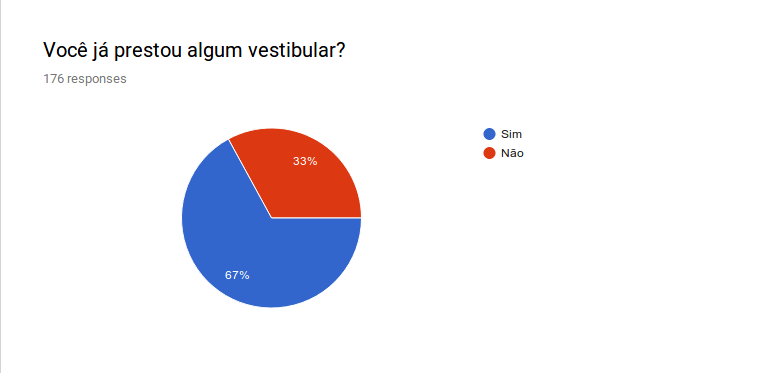 Você já prestou algum vestibular?
176 responses
Sim
Não
33%
67%